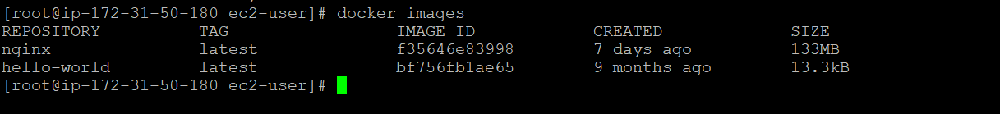 [root@ip-172-31-50-180 ec2-user]# docker images
REPOSITORY          TAG                 IMAGE ID            CREATED             SIZE
nginx               latest              f35646e83998        7 days ago          133MB
hello-world         latest              bf756fb1ae65        9 months ago        13.3kB
[root@ip-172-31-50-180 ec2-user]#